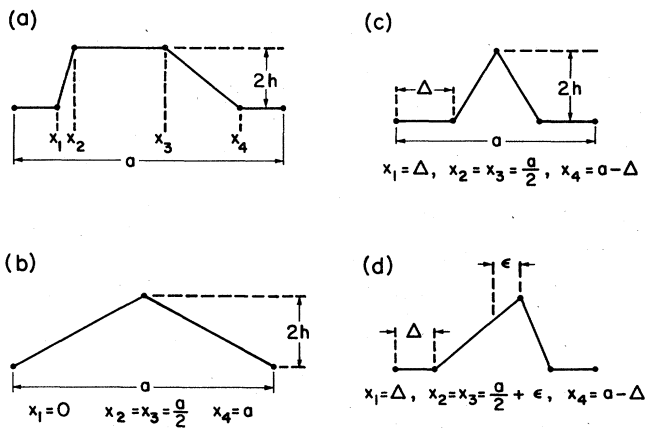 (a)
2h
x₁ x₂ x₃ x₄
a
(b)
2h
a
x₁=0 x₂=x₃=a/2 x₄=a
(c)
Δ
2h
a
x₁=Δ, x₂=x₃=a/2, x₄=a-Δ
(d)
ϵ
Δ
x₁=Δ, x₂=x₃=a/2+ϵ, x₄=a-Δ